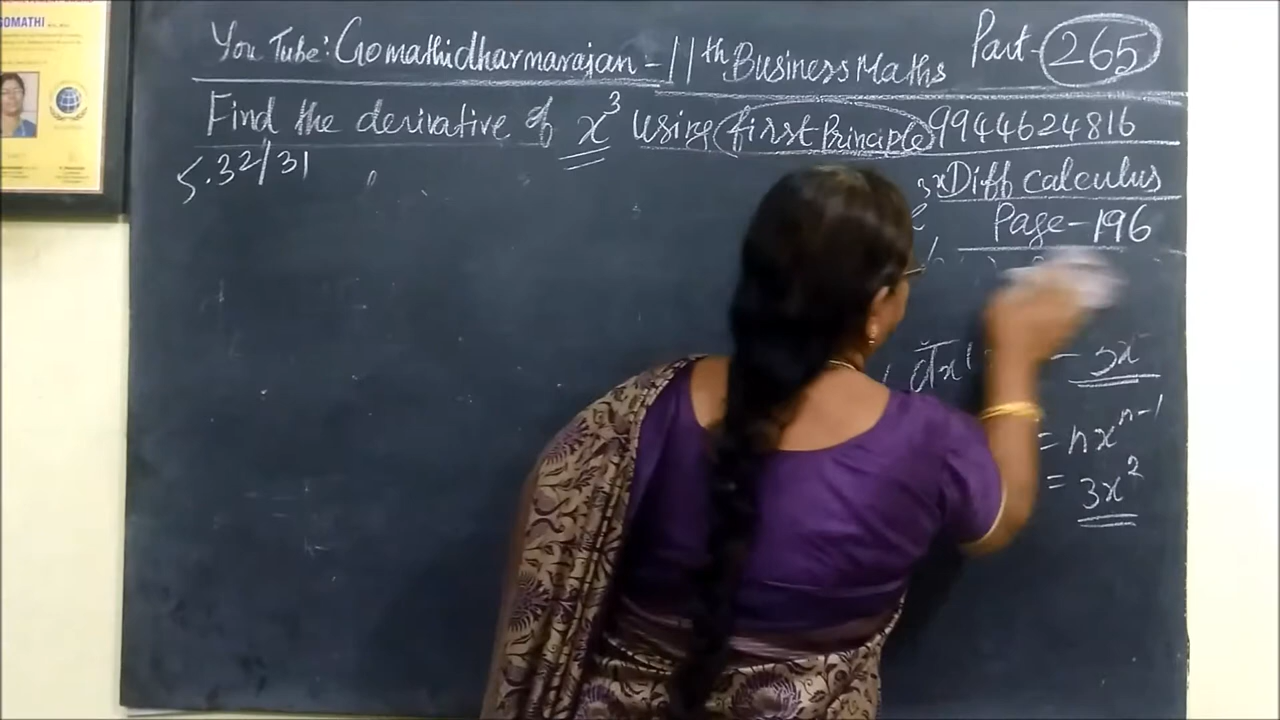 GOMATHI
You Tube: Gomathidharmarajan - 11th Business Maths Part - 265
Find the derivative of x³ using first Principle 9944624816
5.32/31
Diff calculus
Page - 196
= nxⁿ⁻¹
= 3x²